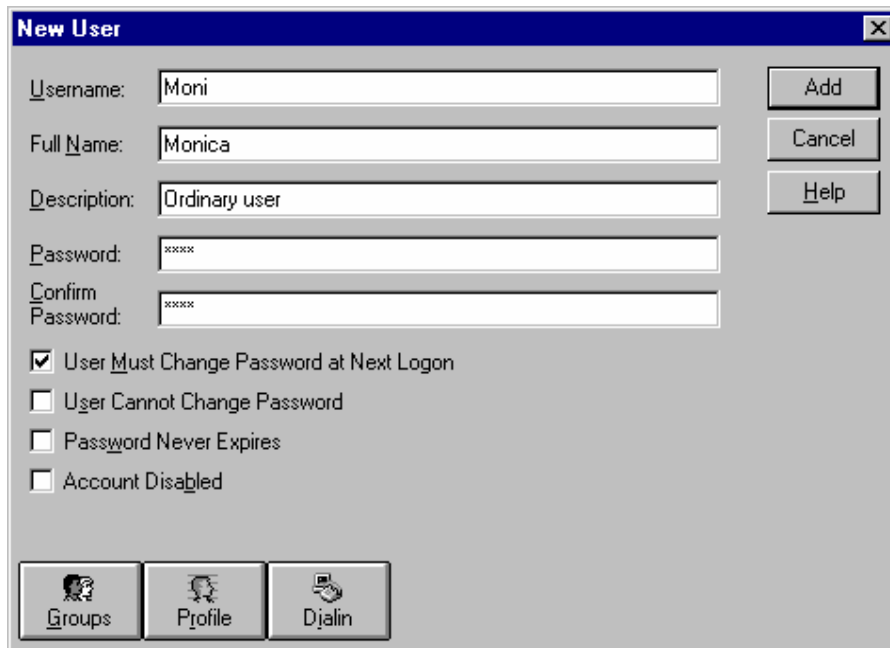 New User
Username: Moni
Add
Full Name: Monica
Cancel
Description: Ordinary user
Help
Password: ****
Confirm
Password: ****
User Must Change Password at Next Logon
User Cannot Change Password
Password Never Expires
Account Disabled
Groups
Profile
Dialin